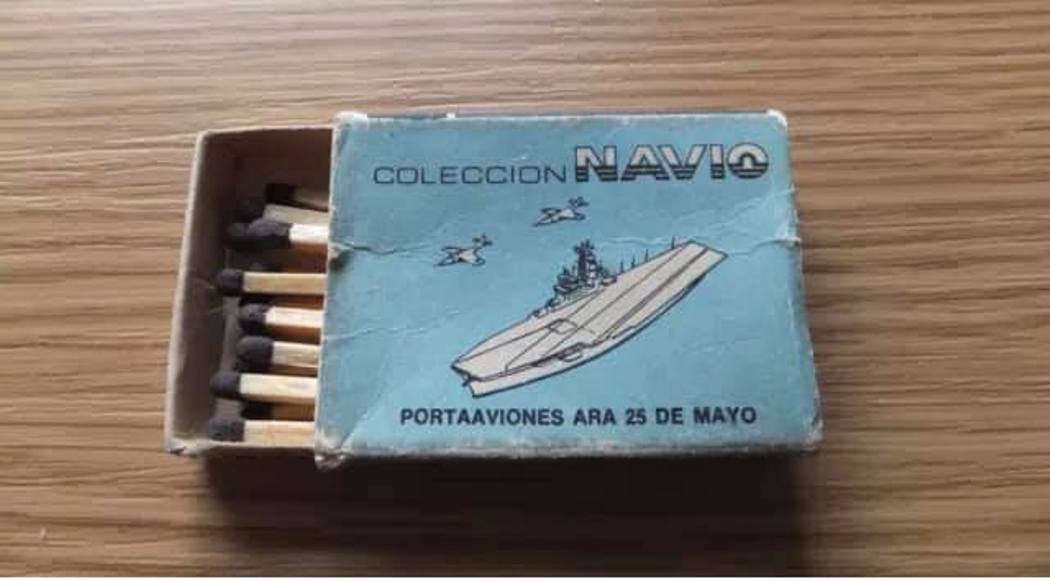 COLECCION NAVIO
PORTAAVIONES ARA 25 DE MAYO